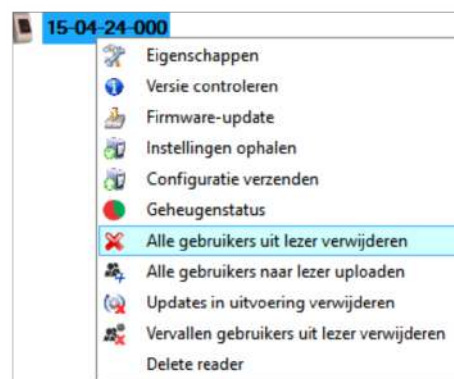 15-04-24-000
Eigenschappen
Versie controleren
Firmware-update
Instellingen ophalen
Configuratie verzenden
Geheugenstatus
Alle gebruikers uit lezer verwijderen
Alle gebruikers naar lezer uploaden
Updates in uitvoering verwijderen
Vervallen gebruikers uit lezer verwijderen
Delete reader